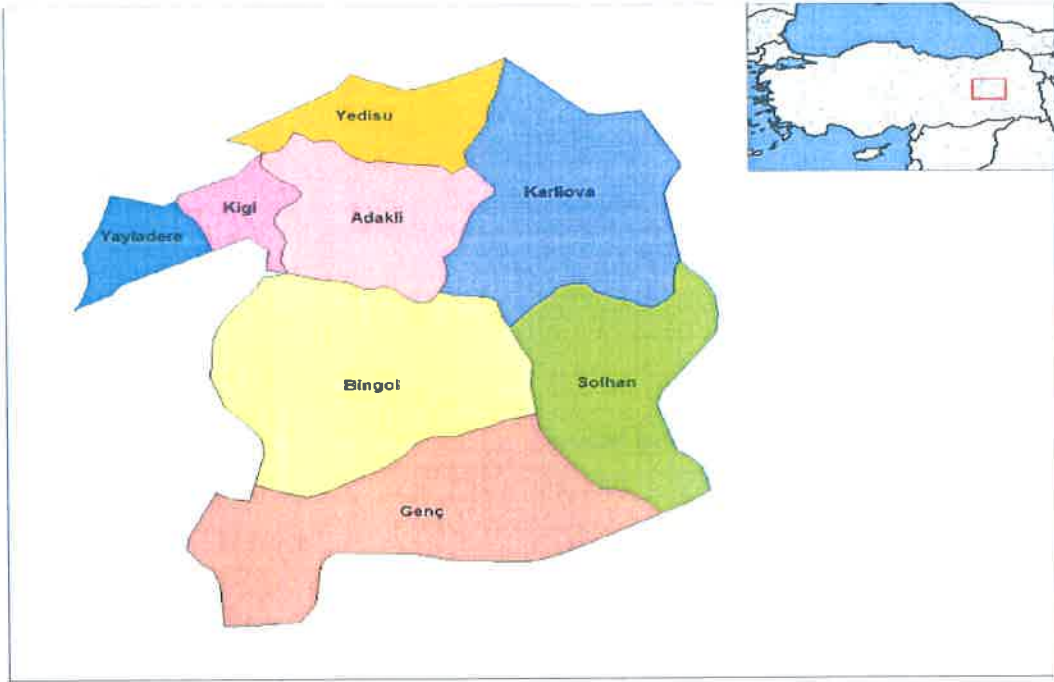 Yedisu
Karliova
Kigi
Adakli
Yayladere
Bingol
Solhan
Genç